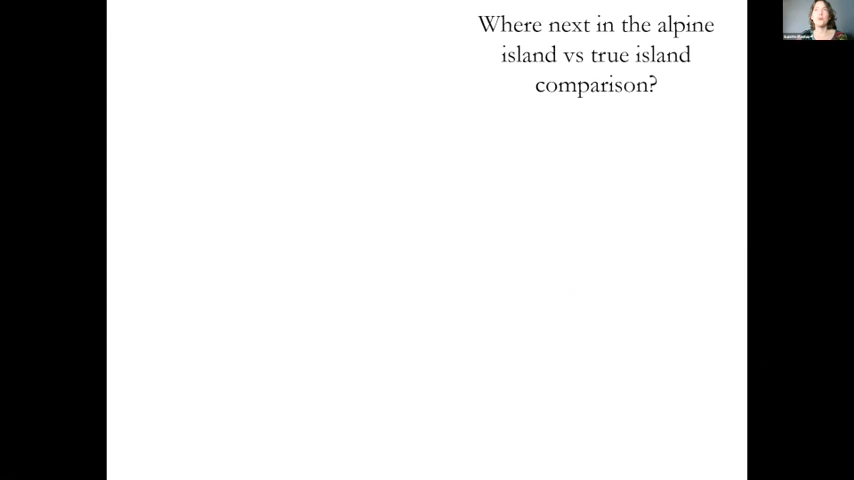 Where next in the alpine
island vs true island
comparison?